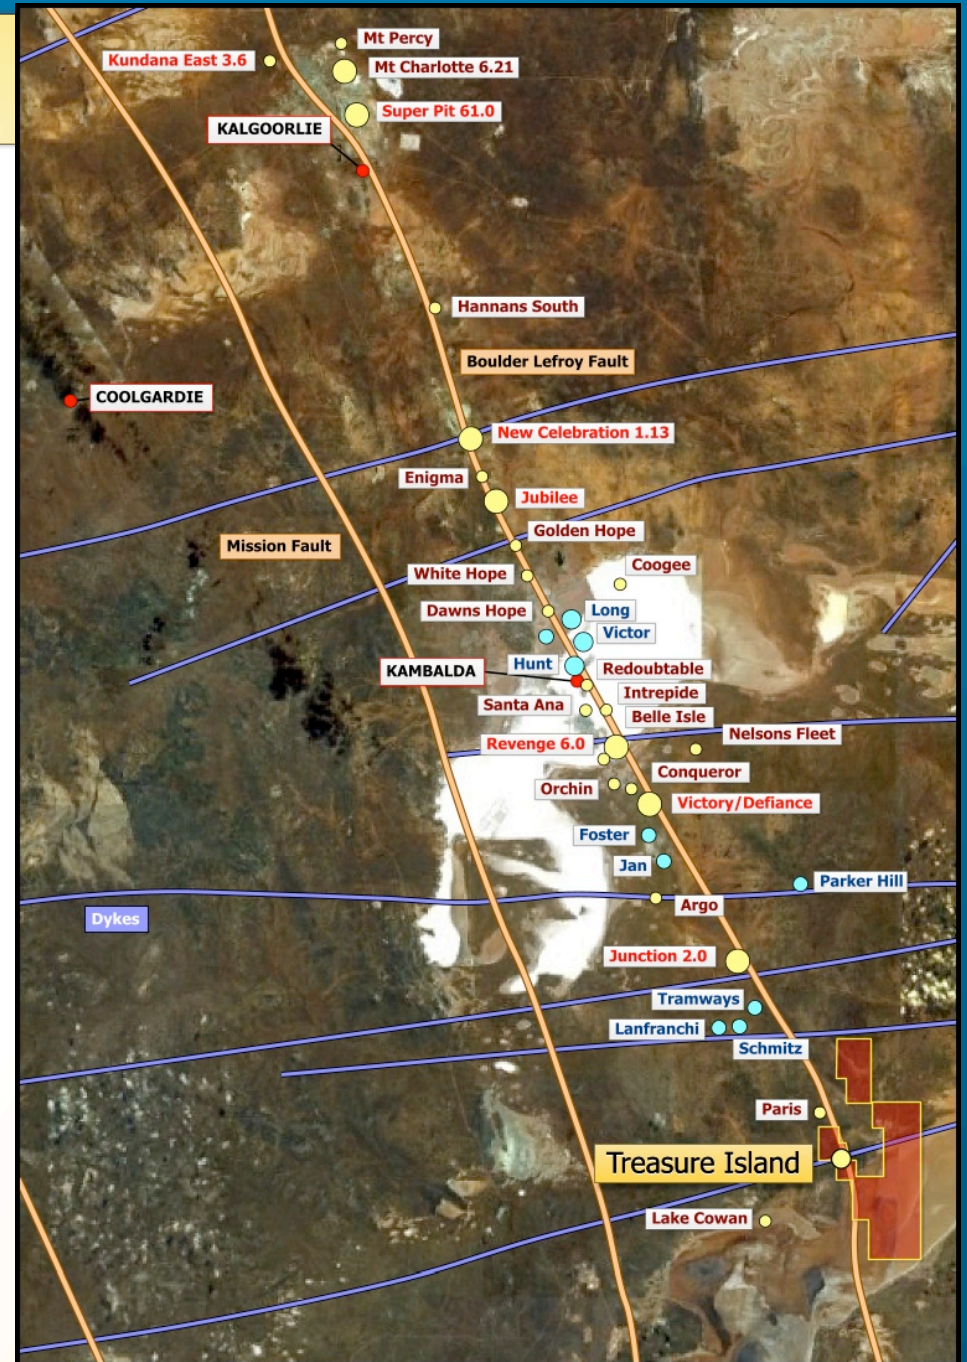 Mt Percy
Kundana East 3.6
Mt Charlotte 6.21
Super Pit 61.0
KALGOORLIE
Hannans South
Boulder Lefroy Fault
COOLGARDIE
New Celebration 1.13
Enigma
Jubilee
Golden Hope
Mission Fault
Coogee
White Hope
Dawns Hope
Long
Victor
Hunt
Redoubtable
KAMBALDA
Intrepide
Santa Ana
Belle Isle
Nelsons Fleet
Revenge 6.0
Conqueror
Orchin
Victory/Defiance
Foster
Jan
Parker Hill
Argo
Dykes
Junction 2.0
Tramways
Lanfranchi
Schmitz
Paris
Treasure Island
Lake Cowan